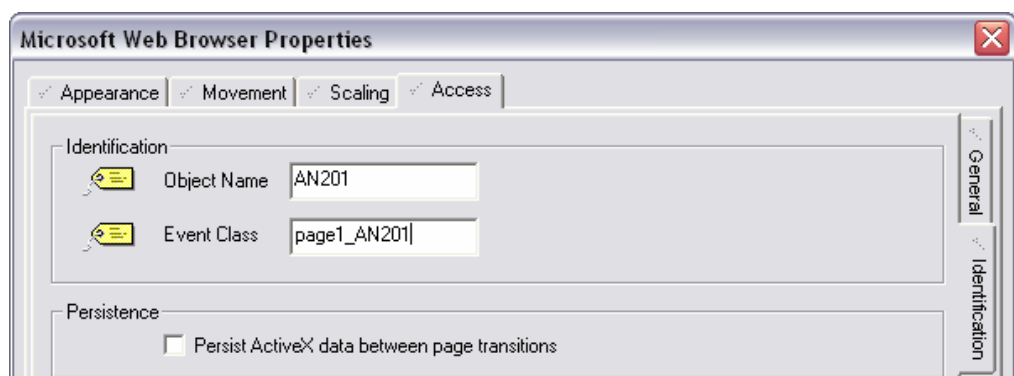 Microsoft Web Browser Properties
Appearance Movement Scaling Access
Identification
Object Name AN201
Event Class page1_AN201
Persistence
Persist ActiveX data between page transitions
General
Identification